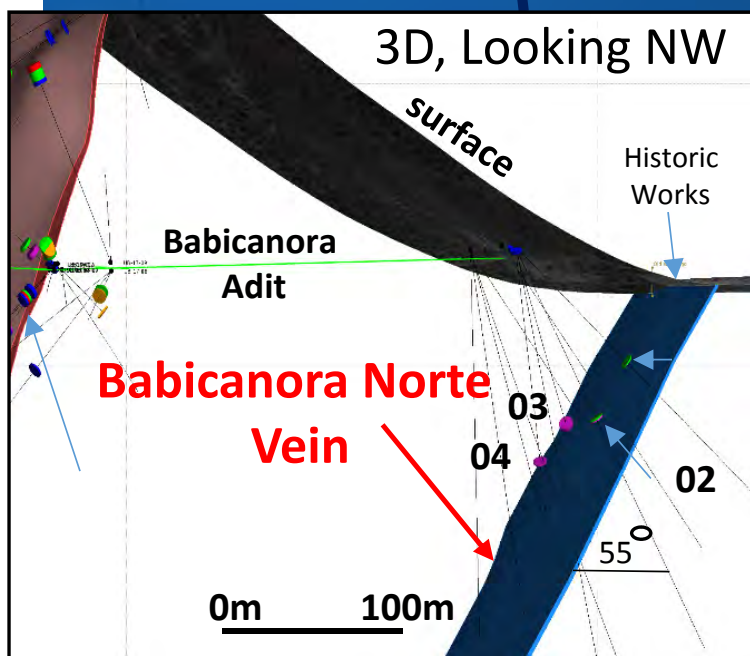 3D, Looking NW
surface
Historic
Works
Babicanora
Adit
Babicanora Norte
Vein
03
04
02
55
0m 100m